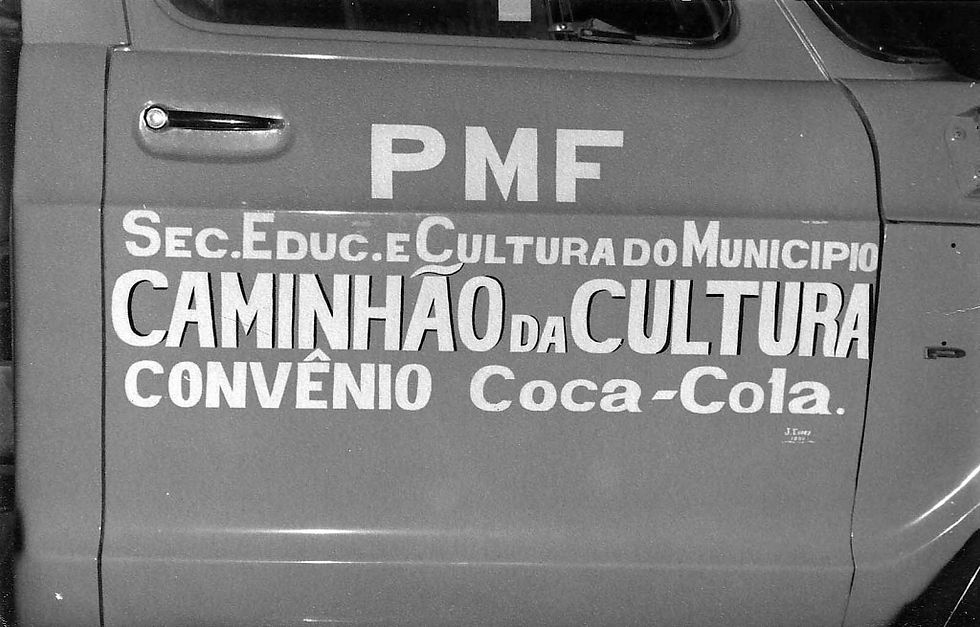 PMF
SEC. EDUC. E CULTURA DO MUNICIPIO
CAMINHÃO DA CULTURA
CONVÊNIO Coca-Cola.